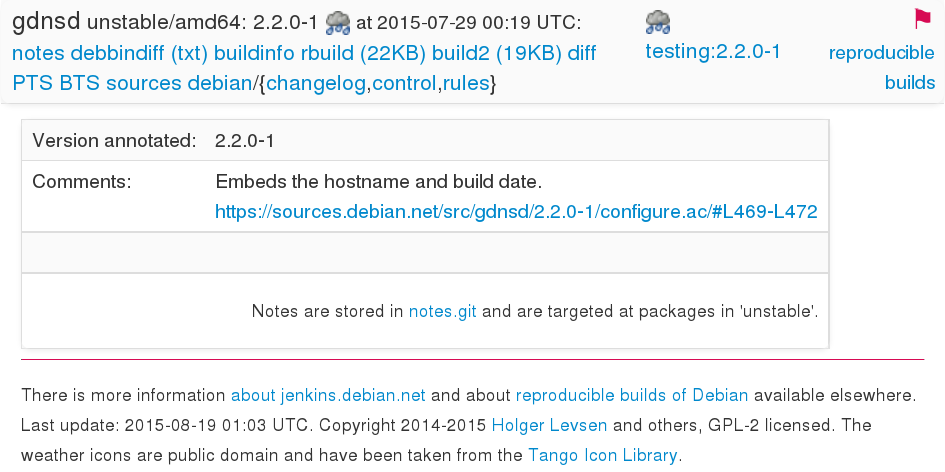 gdnsd unstable/amd64: 2.2.0-1 at 2015-07-29 00:19 UTC:
notes debbindiff (txt) buildinfo rbuild (22KB) build2 (19KB) diff
PTS BTS sources debian/{changelog,control,rules}
testing:2.2.0-1
reproducible
builds
Version annotated: 2.2.0-1
Comments: Embeds the hostname and build date.
https://sources.debian.net/src/gdnsd/2.2.0-1/configure.ac/#L469-L472
Notes are stored in notes.git and are targeted at packages in 'unstable'.
There is more information about jenkins.debian.net and about reproducible builds of Debian available elsewhere.
Last update: 2015-08-19 01:03 UTC. Copyright 2014-2015 Holger Levsen and others, GPL-2 licensed. The
weather icons are public domain and have been taken from the Tango Icon Library.